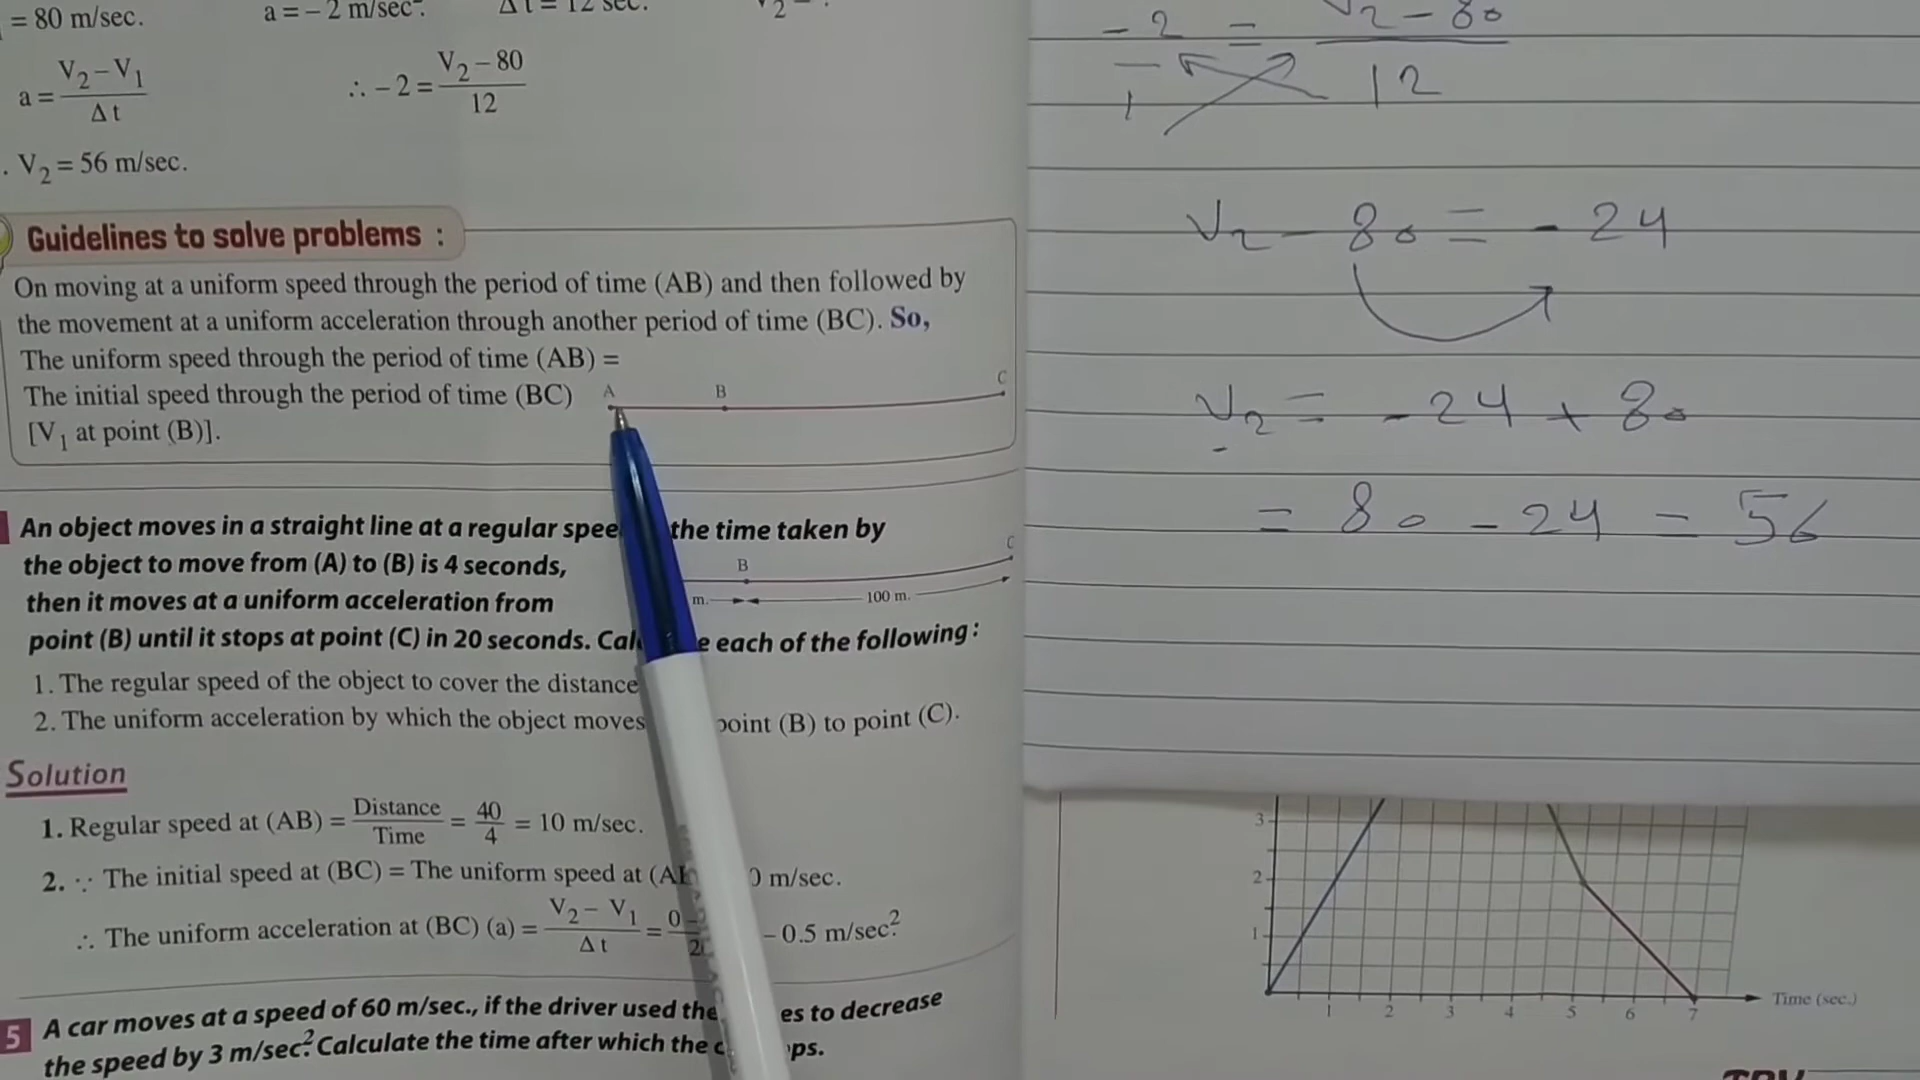 = 80 m/sec. a = – 2 m/sec². Δ t = 12 sec.
a = V₂ – V₁ / Δ t ∴ – 2 = V₂ – 80 / 12
. V₂ = 56 m/sec.
Guidelines to solve problems :
On moving at a uniform speed through the period of time (AB) and then followed by
the movement at a uniform acceleration through another period of time (BC). So,
The uniform speed through the period of time (AB) =
The initial speed through the period of time (BC)
[V₁ at point (B)].
A B C
An object moves in a straight line at a regular the time taken by
the object to move from (A) to (B) is 4 seconds,
then it moves at a uniform acceleration from
point (B) until it stops at point (C) in 20 seconds. each of the following :
B C
m. 100 m.
1. The regular speed of the object to cover the distance
2. The uniform acceleration by which the object moves point (B) to point (C).
Solution
1. Regular speed at (AB) = Distance / Time = 40 / 4 = 10 m/sec.
2. ∵ The initial speed at (BC) = The uniform speed at m/sec.
∴ The uniform acceleration at (BC) (a) = V₂ – V₁ / Δ t = – 0.5 m/sec².
5 A car moves at a speed of 60 m/sec., if the driver used the to decrease
the speed by 3 m/sec². Calculate the time after which the
– 2 / 1 = V₂ – 80 / 12
V₂ – 80 = – 24
V₂ = – 24 + 80
= 80 – 24 = 56
3
2
1
1 2 3 4 5 6 7 Time (sec.)